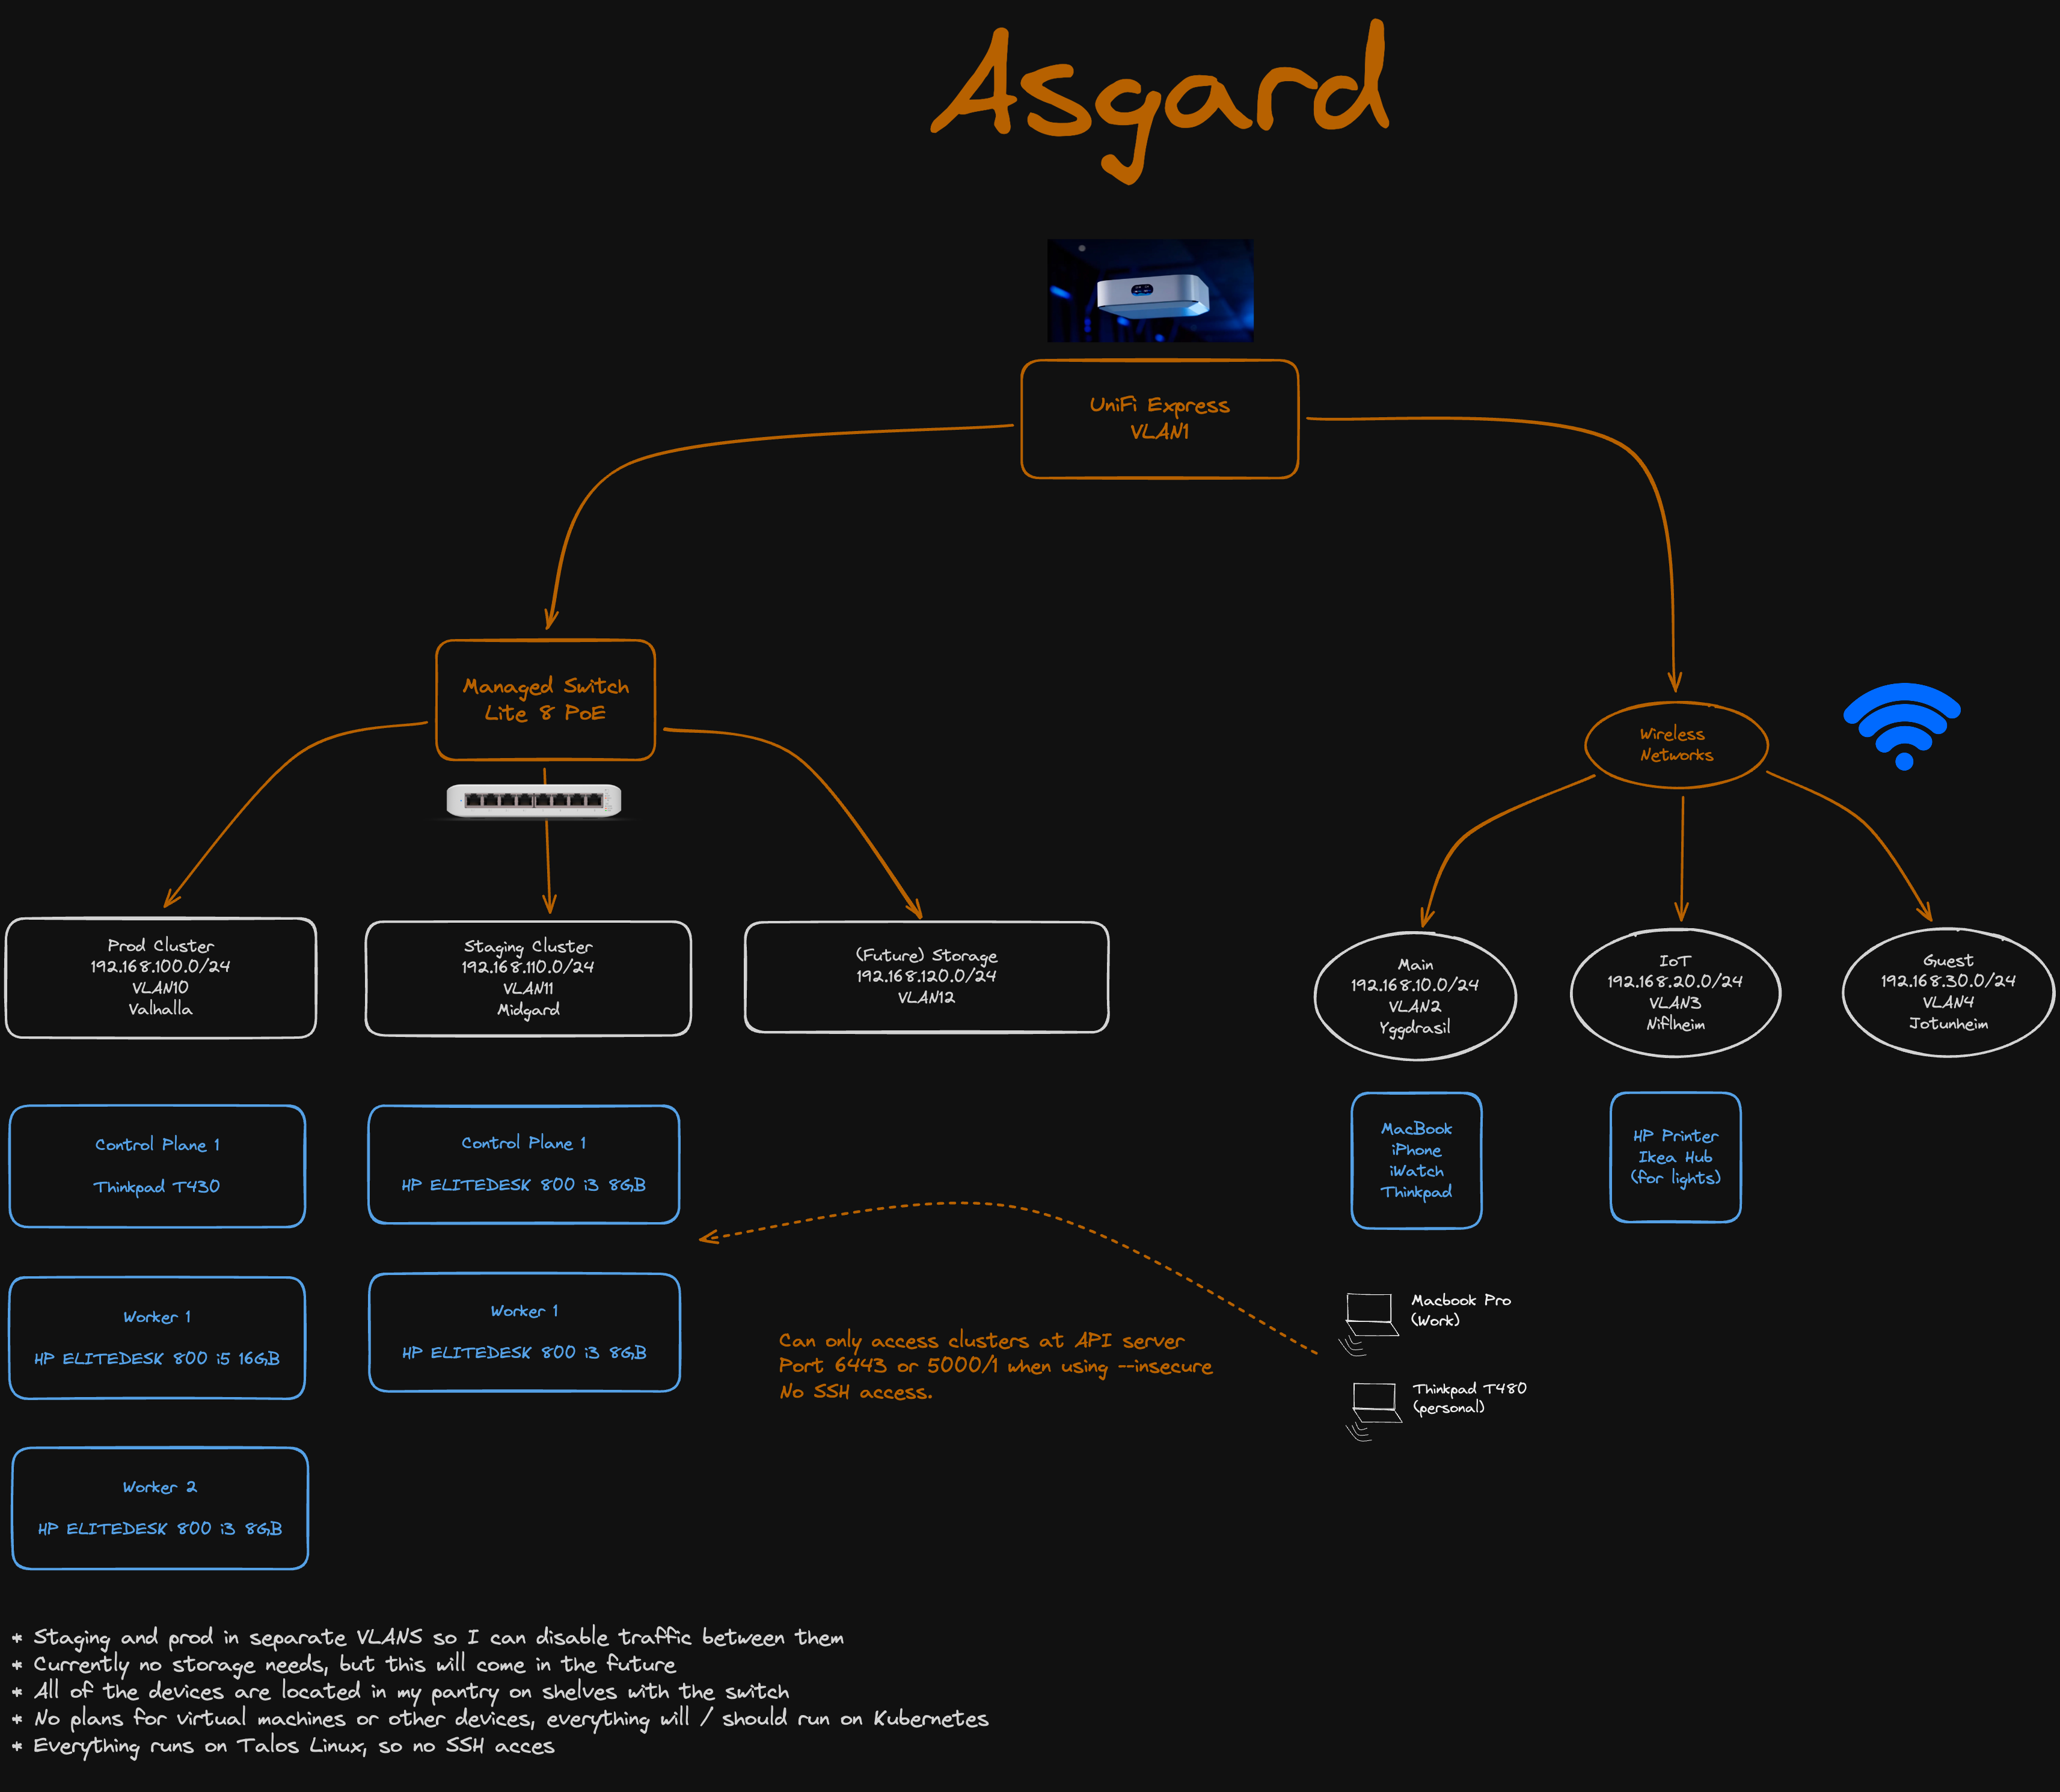 Asgard
UniFi Express
VLAN1
Managed Switch
Lite 8 PoE
Wireless
Networks
Prod Cluster
192.168.100.0/24
VLAN10
Valhalla
Staging Cluster
192.168.110.0/24
VLAN11
Midgard
(Future) Storage
192.168.120.0/24
VLAN12
Main
192.168.10.0/24
VLAN2
Yggdrasil
IoT
192.168.20.0/24
VLAN3
Niflheim
Guest
192.168.30.0/24
VLAN4
Jotunheim
Control Plane 1
Thinkpad T430
Control Plane 1
HP ELITEDESK 800 i3 8GB
MacBook
iPhone
iWatch
Thinkpad
HP Printer
Ikea Hub
(for lights)
Worker 1
HP ELITEDESK 800 i5 16GB
Worker 1
HP ELITEDESK 800 i3 8GB
Can only access clusters at API server
Port 6443 or 5000/1 when using --insecure
No SSH access.
Macbook Pro
(Work)
Thinkpad T480
(personal)
Worker 2
HP ELITEDESK 800 i3 8GB
* Staging and prod in separate VLANS so I can disable traffic between them
* Currently no storage needs, but this will come in the future
* All of the devices are located in my pantry on shelves with the switch
* No plans for virtual machines or other devices, everything will / should run on Kubernetes
* Everything runs on Talos Linux, so no SSH acces